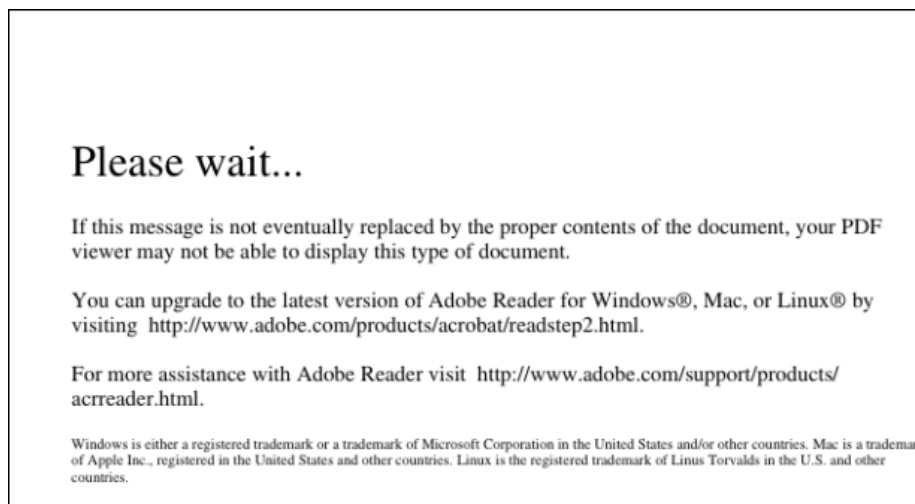 Please wait...
If this message is not eventually replaced by the proper contents of the document, your PDF
viewer may not be able to display this type of document.
You can upgrade to the latest version of Adobe Reader for Windows®, Mac, or Linux® by
visiting  http://www.adobe.com/products/acrobat/readstep2.html.
For more assistance with Adobe Reader visit  http://www.adobe.com/support/products/
acrreader.html.
Windows is either a registered trademark or a trademark of Microsoft Corporation in the United States and/or other countries. Mac is a trademar
of Apple Inc., registered in the United States and other countries. Linux is the registered trademark of Linus Torvalds in the U.S. and other
countries.